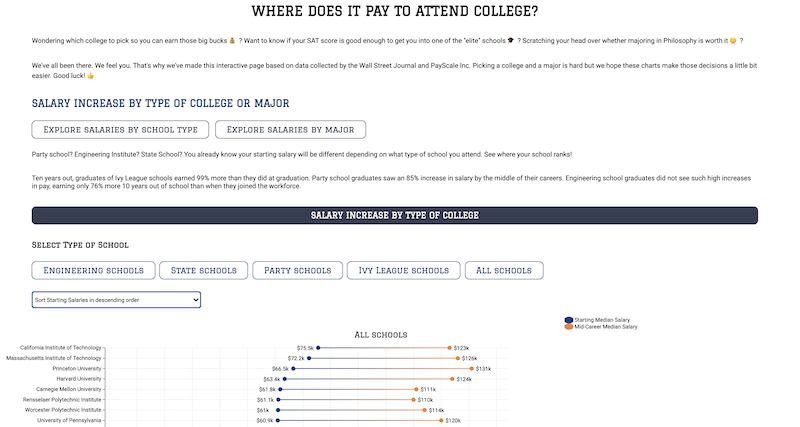 WHERE DOES IT PAY TO ATTEND COLLEGE?
Wondering which college to pick so you can earn those big bucks 💰 ? Want to know if your SAT score is good enough to get you into one of the "elite" schools 🎓 ? Scratching your head over whether majoring in Philosophy is worth it 🤔 ?
We've all been there. We feel you. That's why we've made this interactive page based on data collected by the Wall Street Journal and PayScale Inc. Picking a college and a major is hard but we hope these charts make those decisions a little bit
easier. Good luck! 👍
SALARY INCREASE BY TYPE OF COLLEGE OR MAJOR
Explore salaries by school type
Explore salaries by major
Party school? Engineering Institute? State School? You already know your starting salary will be different depending on what type of school you attend. See where your school ranks!
Ten years out, graduates of Ivy League schools earned 99% more than they did at graduation. Party school graduates saw an 85% increase in salary by the middle of their careers. Engineering school graduates did not see such high increases
in pay, earning only 76% more 10 years out of school than when they joined the workforce.
SALARY INCREASE BY TYPE OF COLLEGE
Select Type of School
Engineering schools
State schools
Party schools
Ivy League schools
All schools
Sort Starting Salaries in descending order
Starting Median Salary
Mid-Career Median Salary
All schools
California Institute of Technology $75.5k $123k
Massachusetts Institute of Technology $72.2k $126k
Princeton University $66.5k $131k
Harvard University $63.4k $124k
Carnegie Mellon University $61.8k $111k
Rensselaer Polytechnic Institute $61.1k $110k
Worcester Polytechnic Institute $61k $114k
University of Pennsylvania $60.9k $120k